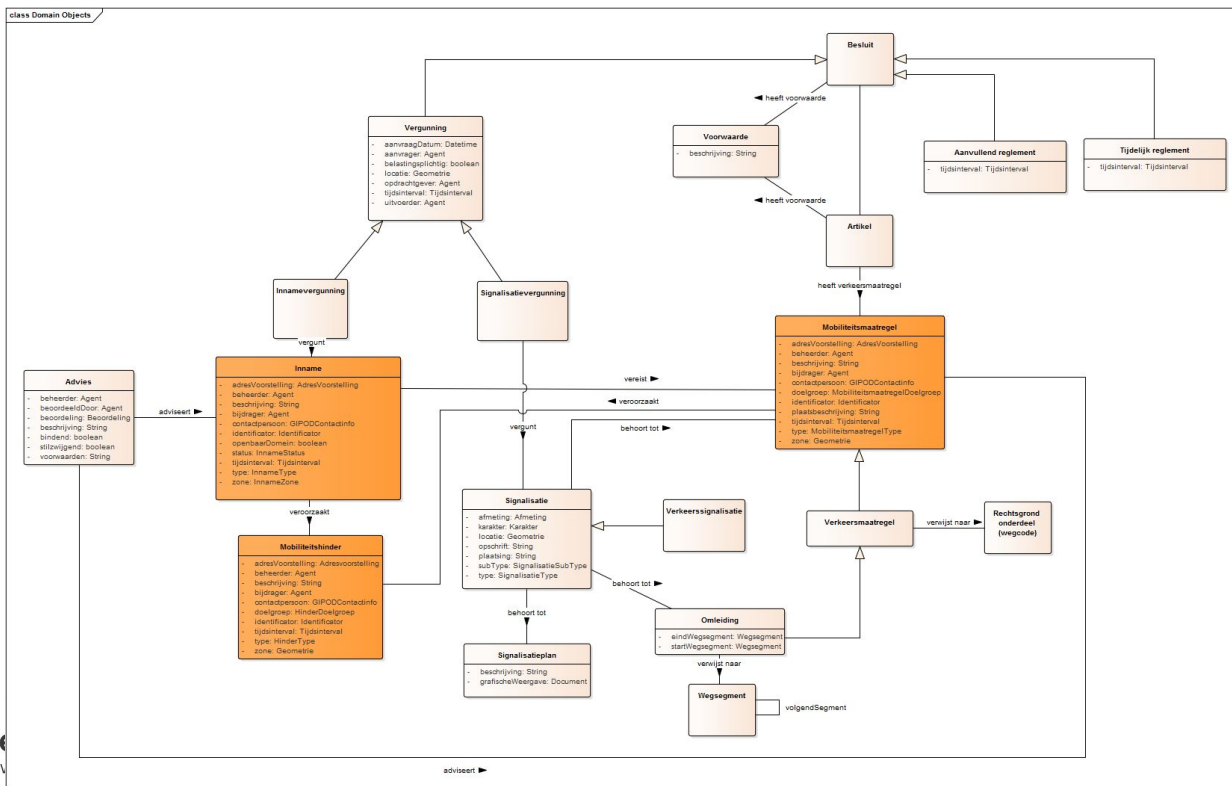 class Domain Objects
Besluit
◄ heeft voorwaarde
Vergunning
- aanvraagDatum: Datetime
- aanvrager: Agent
- belastingsplichtig: boolean
- locatie: Geometrie
- opdrachtgever: Agent
- tijdsinterval: Tijdsinterval
- uitvoerder: Agent
Voorwaarde
- beschrijving: String
Aanvullend reglement
- tijdsinterval: Tijdsinterval
Tijdelijk reglement
- tijdsinterval: Tijdsinterval
◄ heeft voorwaarde
Artikel
heeft verkeersmaatregel
Innamevergunning
Signalisatievergunning
vergunt
Mobiliteitsmaatregel
- adresVoorstelling: AdresVoorstelling
- beheerder: Agent
- beschrijving: String
- bijdrager: Agent
- contactpersoon: GIPODContactinfo
- doelgroep: MobiliteitsmaatregelDoelgroep
- identificator: Identificator
- plaatsbeschrijving: String
- tijdsinterval: Tijdsinterval
- type: MobiliteitsmaatregelType
- zone: Geometrie
Advies
- beheerder: Agent
- beoordeeldDoor: Agent
- beoordeling: Beoordeling
- beschrijving: String
- bindend: boolean
- stilzwijgend: boolean
- voorwaarden: String
adviseert ►
Inname
- adresVoorstelling: AdresVoorstelling
- beheerder: Agent
- beschrijving: String
- bijdrager: Agent
- contactpersoon: GIPODContactinfo
- identificator: Identificator
- openbaarDomein: boolean
- status: InnameStatus
- tijdsinterval: Tijdsinterval
- type: InnameType
- zone: InnameZone
vereist ►
◄ veroorzaakt
vergunt
behoort tot ►
veroorzaakt
Signalisatie
- afmeting: Afmeting
- karakter: Karakter
- locatie: Geometrie
- opschrift: String
- plaatsing: String
- subType: SignalisatieSubType
- type: SignalisatieType
Verkeerssignalisatie
Verkeersmaatregel
verwijst naar ►
Rechtsgrond
onderdeel
(wegcode)
Mobiliteitshinder
- adresVoorstelling: Adresvoorstelling
- beheerder: Agent
- beschrijving: String
- bijdrager: Agent
- contactpersoon: GIPODContactinfo
- doelgroep: HinderDoelgroep
- identificator: Identificator
- tijdsinterval: Tijdsinterval
- type: HinderType
- zone: Geometrie
behoort tot ►
behoort tot
Omleiding
- eindWegsegment: Wegsegment
- startWegsegment: Wegsegment
Signalisatieplan
- beschrijving: String
- grafischeWeergave: Document
verwijst naar
Wegsegment
volgendSegment
adviseert ►